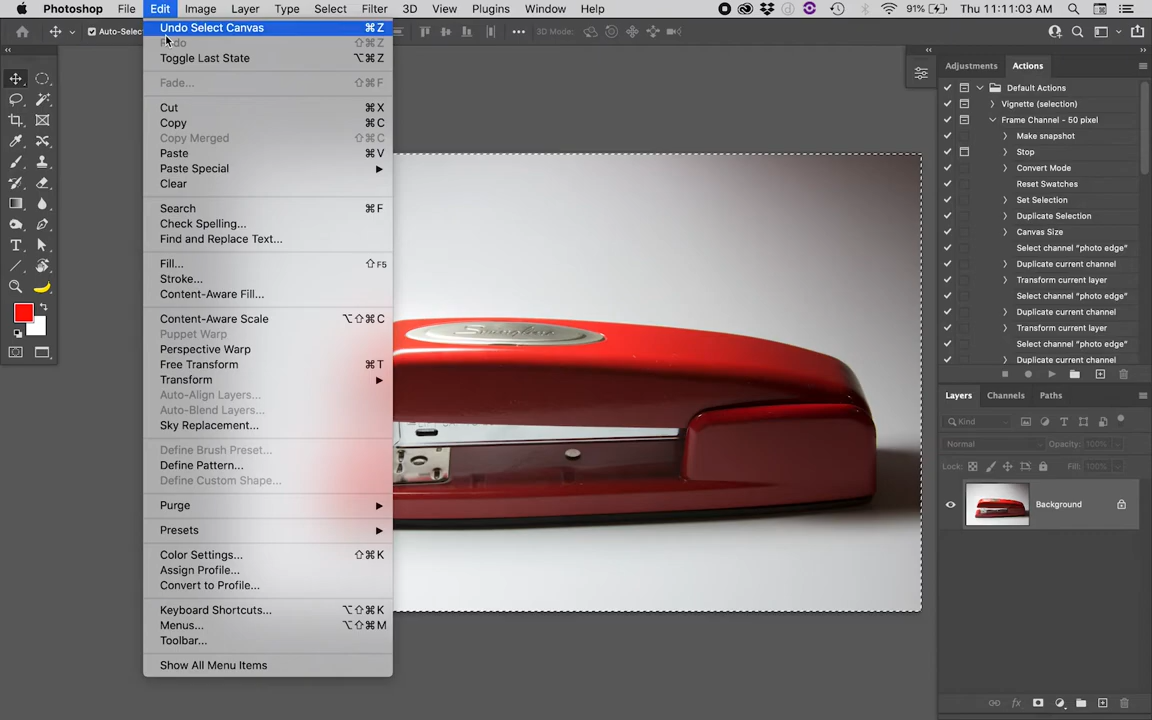 Photoshop File Edit Image Layer Type Select Filter 3D View Plugins Window Help 91% Thu 11:11:03 AM
Auto-Selec 3D Mode:
Undo Select Canvas ⌘Z
Redo ⇧⌘Z
Toggle Last State ⌥⌘Z
Fade... ⇧⌘F
Cut ⌘X
Copy ⌘C
Copy Merged ⇧⌘C
Paste ⌘V
Paste Special
Clear
Search ⌘F
Check Spelling...
Find and Replace Text...
Fill... ⇧F5
Stroke...
Content-Aware Fill...
Content-Aware Scale ⌥⇧⌘C
Puppet Warp
Perspective Warp
Free Transform ⌘T
Transform
Auto-Align Layers...
Auto-Blend Layers...
Sky Replacement...
Define Brush Preset...
Define Pattern...
Define Custom Shape...
Purge
Presets
Color Settings... ⇧⌘K
Assign Profile...
Convert to Profile...
Keyboard Shortcuts... ⌥⇧⌘K
Menus... ⌥⇧⌘M
Toolbar...
Show All Menu Items
Swingline
Adjustments Actions
Default Actions
Vignette (selection)
Frame Channel - 50 pixel
Make snapshot
Stop
Convert Mode
Reset Swatches
Set Selection
Duplicate Selection
Canvas Size
Select channel "photo edge"
Duplicate current channel
Transform current layer
Select channel "photo edge"
Duplicate current channel
Transform current layer
Select channel "photo edge"
Duplicate current channel
Layers Channels Paths
Kind
Normal Opacity: 100%
Lock: Fill: 100%
Background